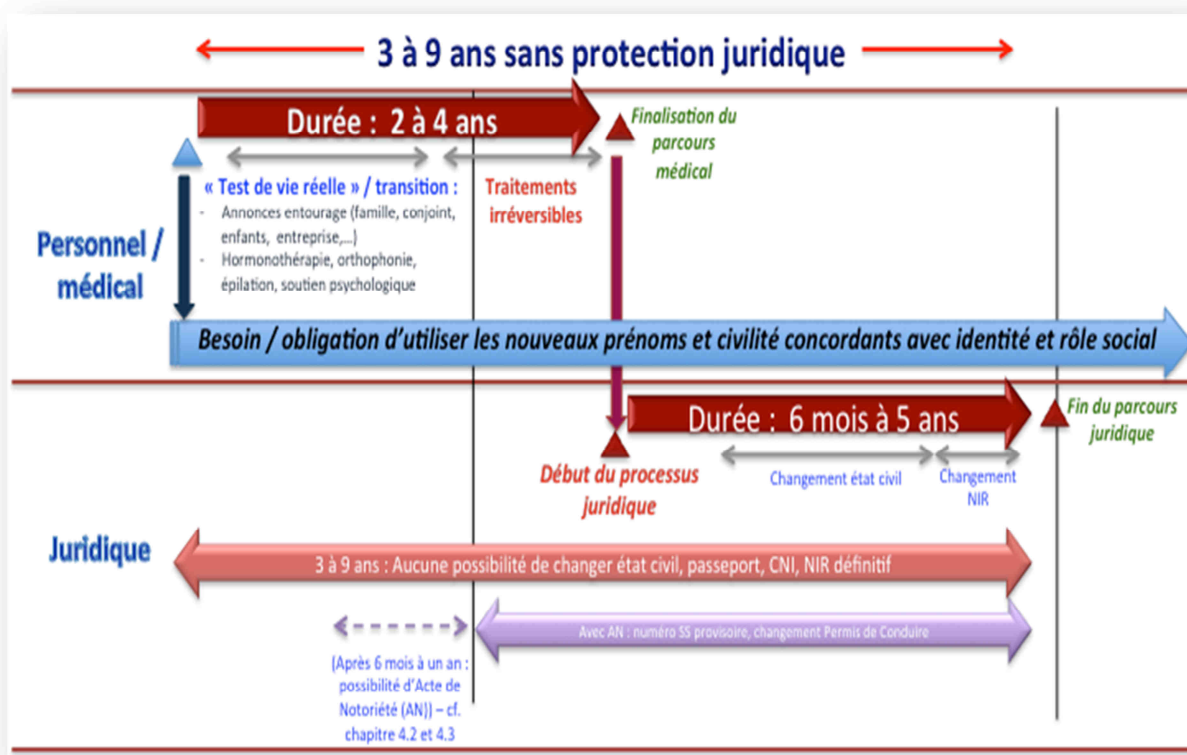 3 à 9 ans sans protection juridique
Durée : 2 à 4 ans
Finalisation du
parcours
médical
« Test de vie réelle » / transition :
- Annonces entourage (famille, conjoint,
enfants, entreprise,...)
- Hormonothérapie, orthophonie,
épilation, soutien psychologique
Traitements
irréversibles
Personnel /
médical
Besoin / obligation d'utiliser les nouveaux prénoms et civilité concordants avec identité et rôle social
Durée : 6 mois à 5 ans
Fin du parcours
juridique
Début du processus
juridique
Changement état civil
Changement
NIR
Juridique
3 à 9 ans : Aucune possibilité de changer état civil, passeport, CNI, NIR définitif
Avec AN : numéro SS provisoire, changement Permis de Conduire
(Après 6 mois à un an :
possibilité d'Acte de
Notoriété (AN)) – cf.
chapitre 4.2 et 4.3